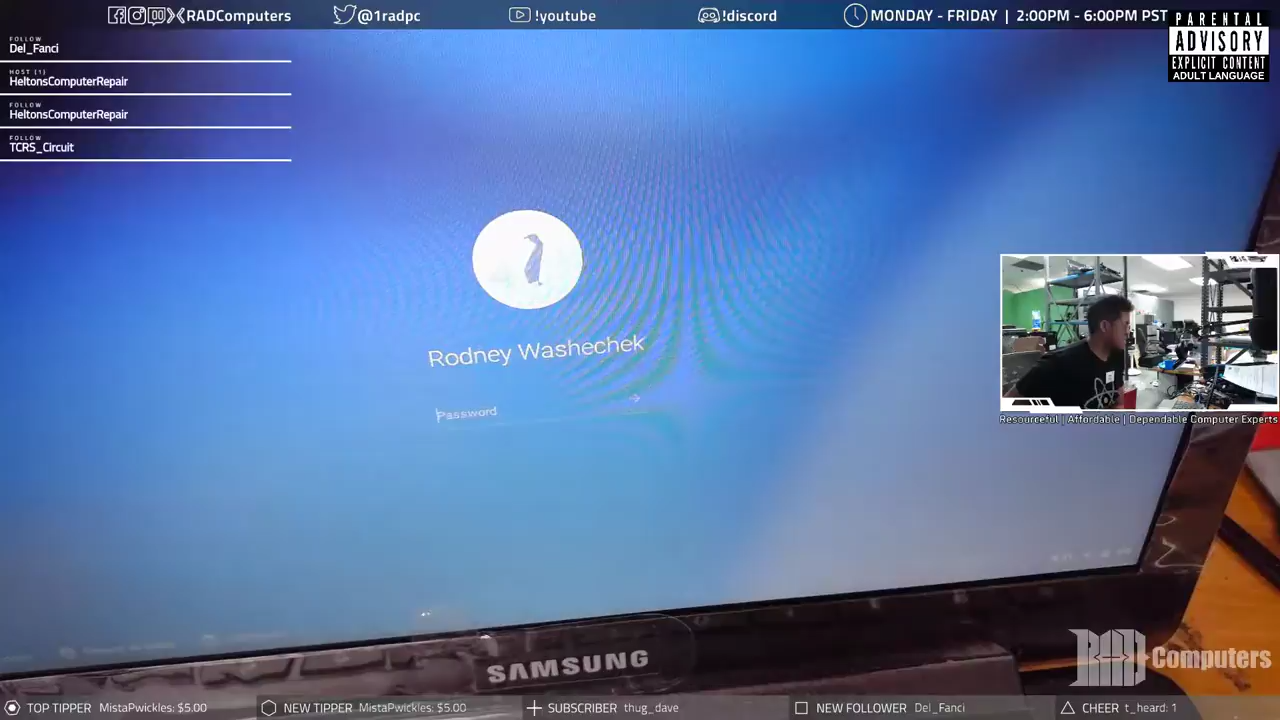 RADComputers
@1radpc
!youtube
!discord
MONDAY - FRIDAY | 2:00PM - 6:00PM PST
PARENTAL
ADVISORY
EXPLICIT CONTENT
ADULT LANGUAGE
FOLLOW
Del_Fanci
HOST (1)
HeltonsComputerRepair
FOLLOW
HeltonsComputerRepair
FOLLOW
TCRS_Circuit
Rodney Washechek
Password
Resourceful | Affordable | Dependable Computer Experts
SAMSUNG
RAD Computers
TOP TIPPER MistaPwickles: $5.00
NEW TIPPER MistaPwickles: $5.00
SUBSCRIBER thug_dave
NEW FOLLOWER Del_Fanci
CHEER t_heard: 1